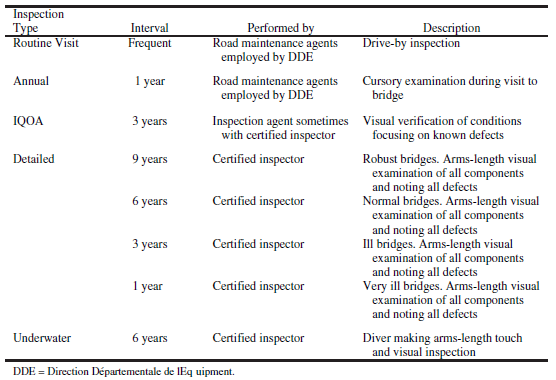 Inspection
Type Interval Performed by Description
Routine Visit Frequent Road maintenance agents Drive-by inspection
employed by DDE
Annual 1 year Road maintenance agents Cursory examination during visit to
employed by DDE bridge
IQOA 3 years Inspection agent sometimes Visual verification of conditions
with certified inspector focusing on known defects
Detailed 9 years Certified inspector Robust bridges. Arms-length visual
examination of all components
and noting all defects
6 years Certified inspector Normal bridges. Arms-length visual
examination of all components
and noting all defects
3 years Certified inspector Ill bridges. Arms-length visual
examination of all components
and noting all defects
1 year Certified inspector Very ill bridges. Arms-length visual
examination of all components
and noting all defects
Underwater 6 years Certified inspector Diver making arms-length touch
and visual inspection
DDE = Direction Départementale de lEq uipment.